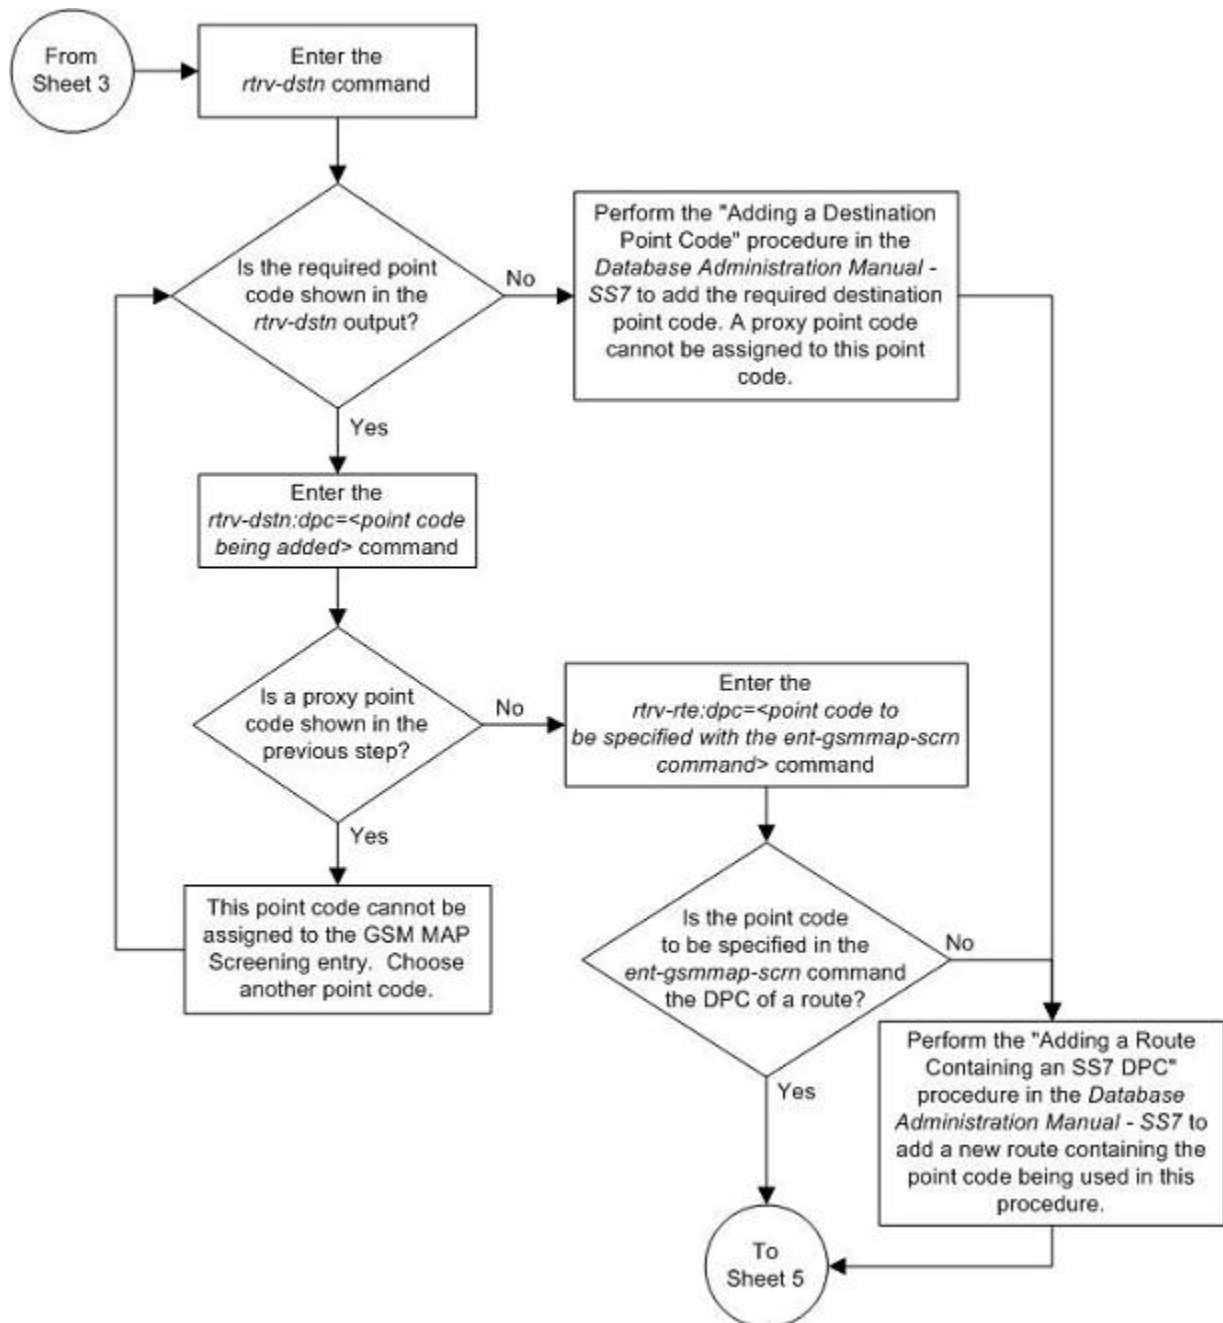 From
Sheet 3
Enter the
rtrv-dstn command
Is the required point
code shown in the
rtrv-dstn output?
No
Perform the "Adding a Destination
Point Code" procedure in the
Database Administration Manual -
SS7 to add the required destination
point code. A proxy point code
cannot be assigned to this point
code.
Yes
Enter the
rtrv-dstn:dpc=<point code
being added> command
Is a proxy point
code shown in the
previous step?
No
Enter the
rtrv-rte:dpc=<point code to
be specified with the ent-gsmmap-scrn
command> command
Yes
This point code cannot be
assigned to the GSM MAP
Screening entry. Choose
another point code.
Is the point code
to be specified in the
ent-gsmmap-scrn command
the DPC of a route?
No
Yes
Perform the "Adding a Route
Containing an SS7 DPC"
procedure in the Database
Administration Manual - SS7 to
add a new route containing the
point code being used in this
procedure.
To
Sheet 5